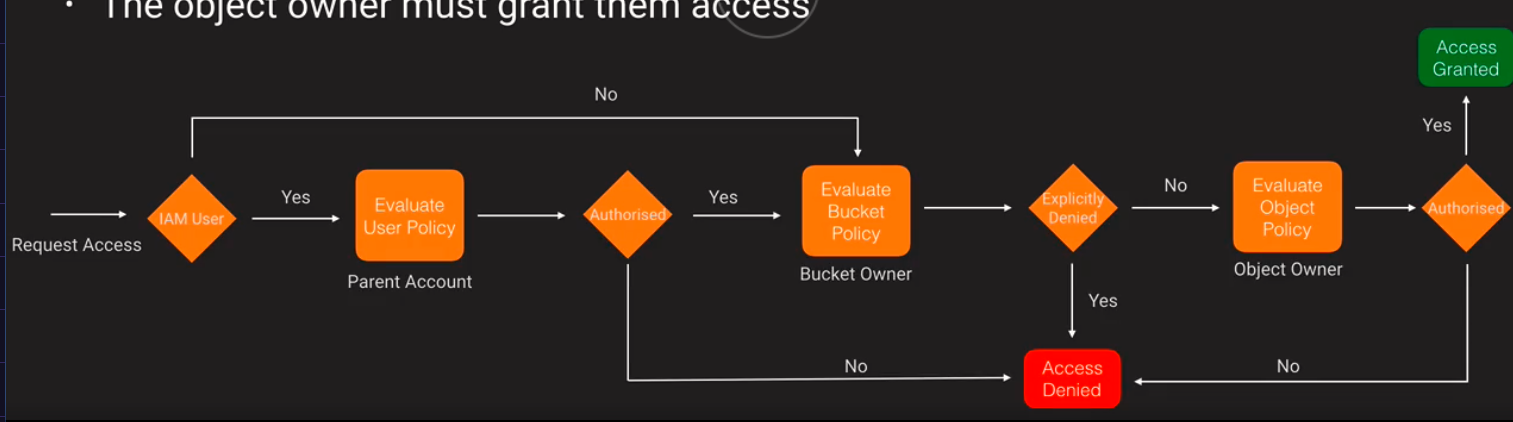 · The object owner must grant them access
Access
Granted
No
Yes
Request Access
IAM User
Yes
Evaluate
User Policy
Parent Account
Authorised
Yes
Evaluate
Bucket
Policy
Bucket Owner
Explicitly
Denied
No
Evaluate
Object
Policy
Object Owner
Authorised
Yes
No
Access
Denied
No